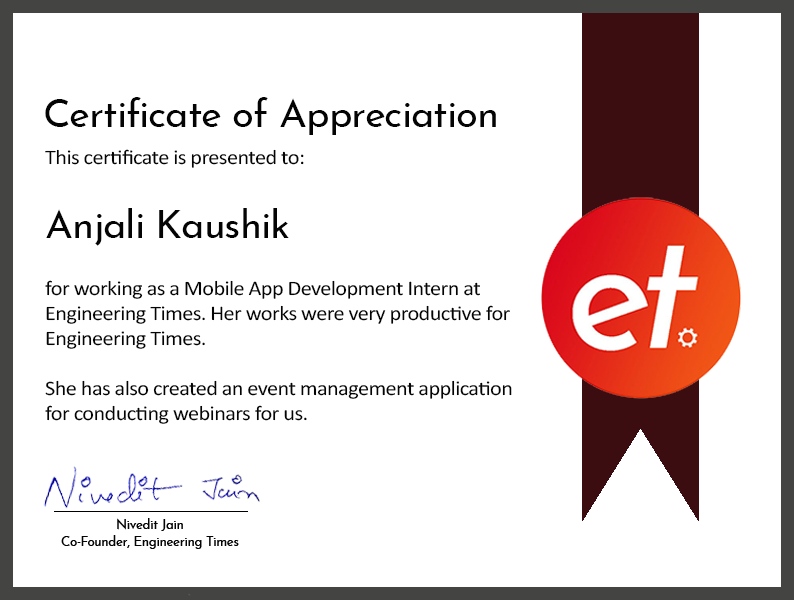 Certificate of Appreciation
This certificate is presented to:
Anjali Kaushik
for working as a Mobile App Development Intern at
Engineering Times. Her works were very productive for
Engineering Times.
She has also created an event management application
for conducting webinars for us.
et
Nivedit Jain
Nivedit Jain
Co-Founder, Engineering Times